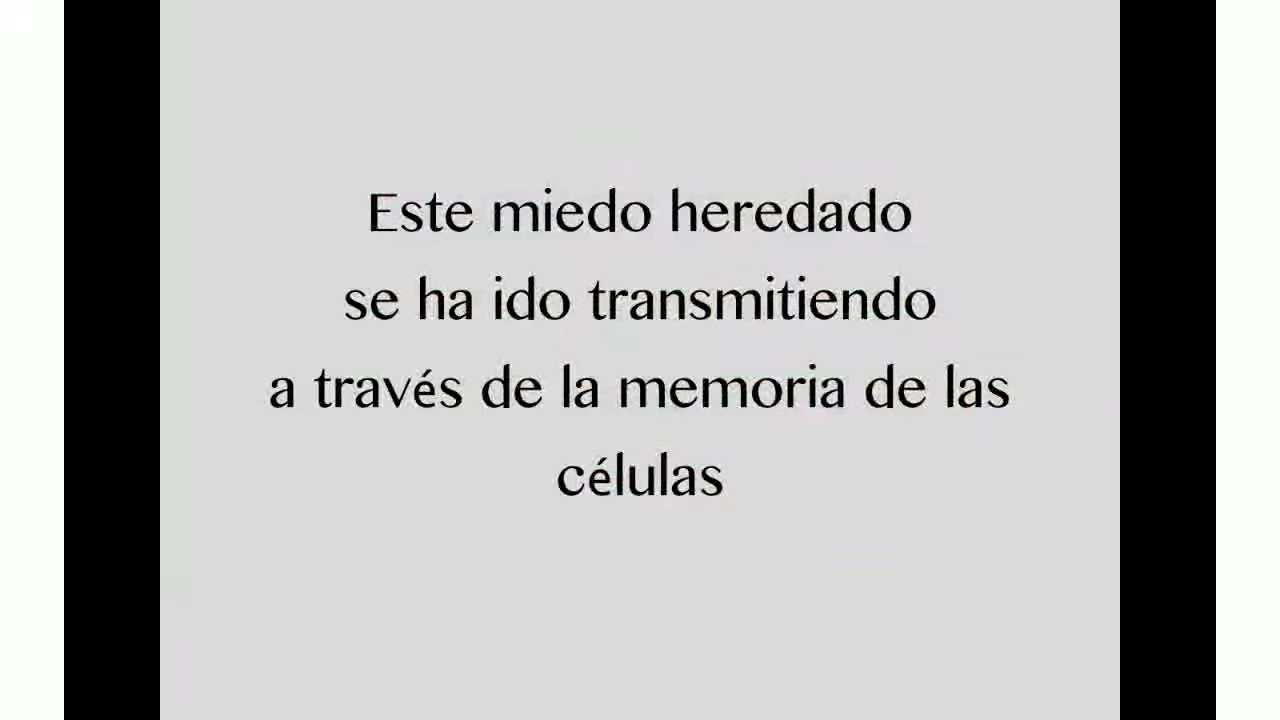 Este miedo heredado
se ha ido transmitiendo
a través de la memoria de las
células